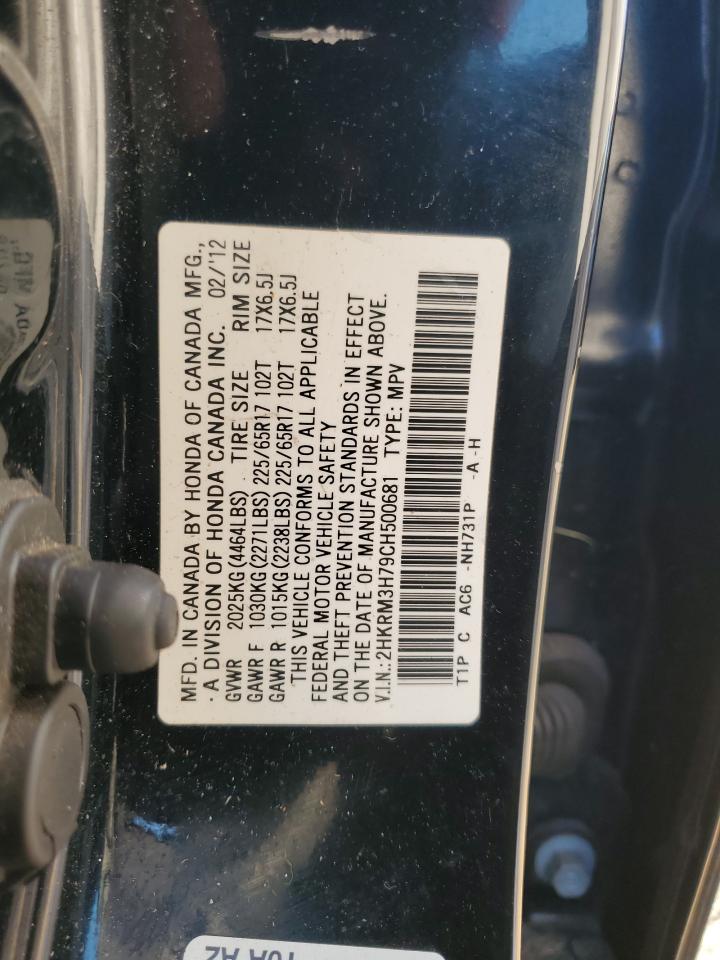 MFD. IN CANADA BY HONDA OF CANADA MFG.,
A DIVISION OF HONDA CANADA INC. 02/'12
GVWR 2025KG(4464LBS) TIRE SIZE RIM SIZE
GAWR F 1030KG(2271LBS) 225/65R17 102T 17X6.5J
GAWR R 1015KG(2238LBS) 225/65R17 102T 17X6.5J
THIS VEHICLE CONFORMS TO ALL APPLICABLE
FEDERAL MOTOR VEHICLE SAFETY
AND THEFT PREVENTION STANDARDS IN EFFECT
ON THE DATE OF MANUFACTURE SHOWN ABOVE.
V.I.N.:2HKRM3H79CH500681 TYPE: MPV
T1P C AC6 -NH731P -A -H